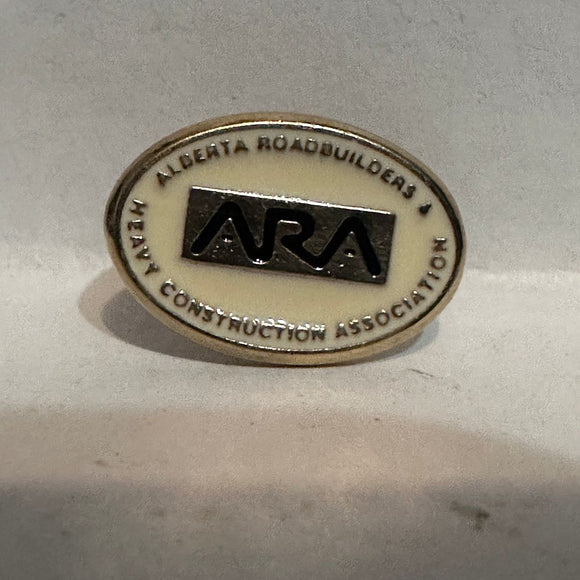 ALBERTA ROADBUILDERS &
ARA
HEAVY CONSTRUCTION ASSOCIATION